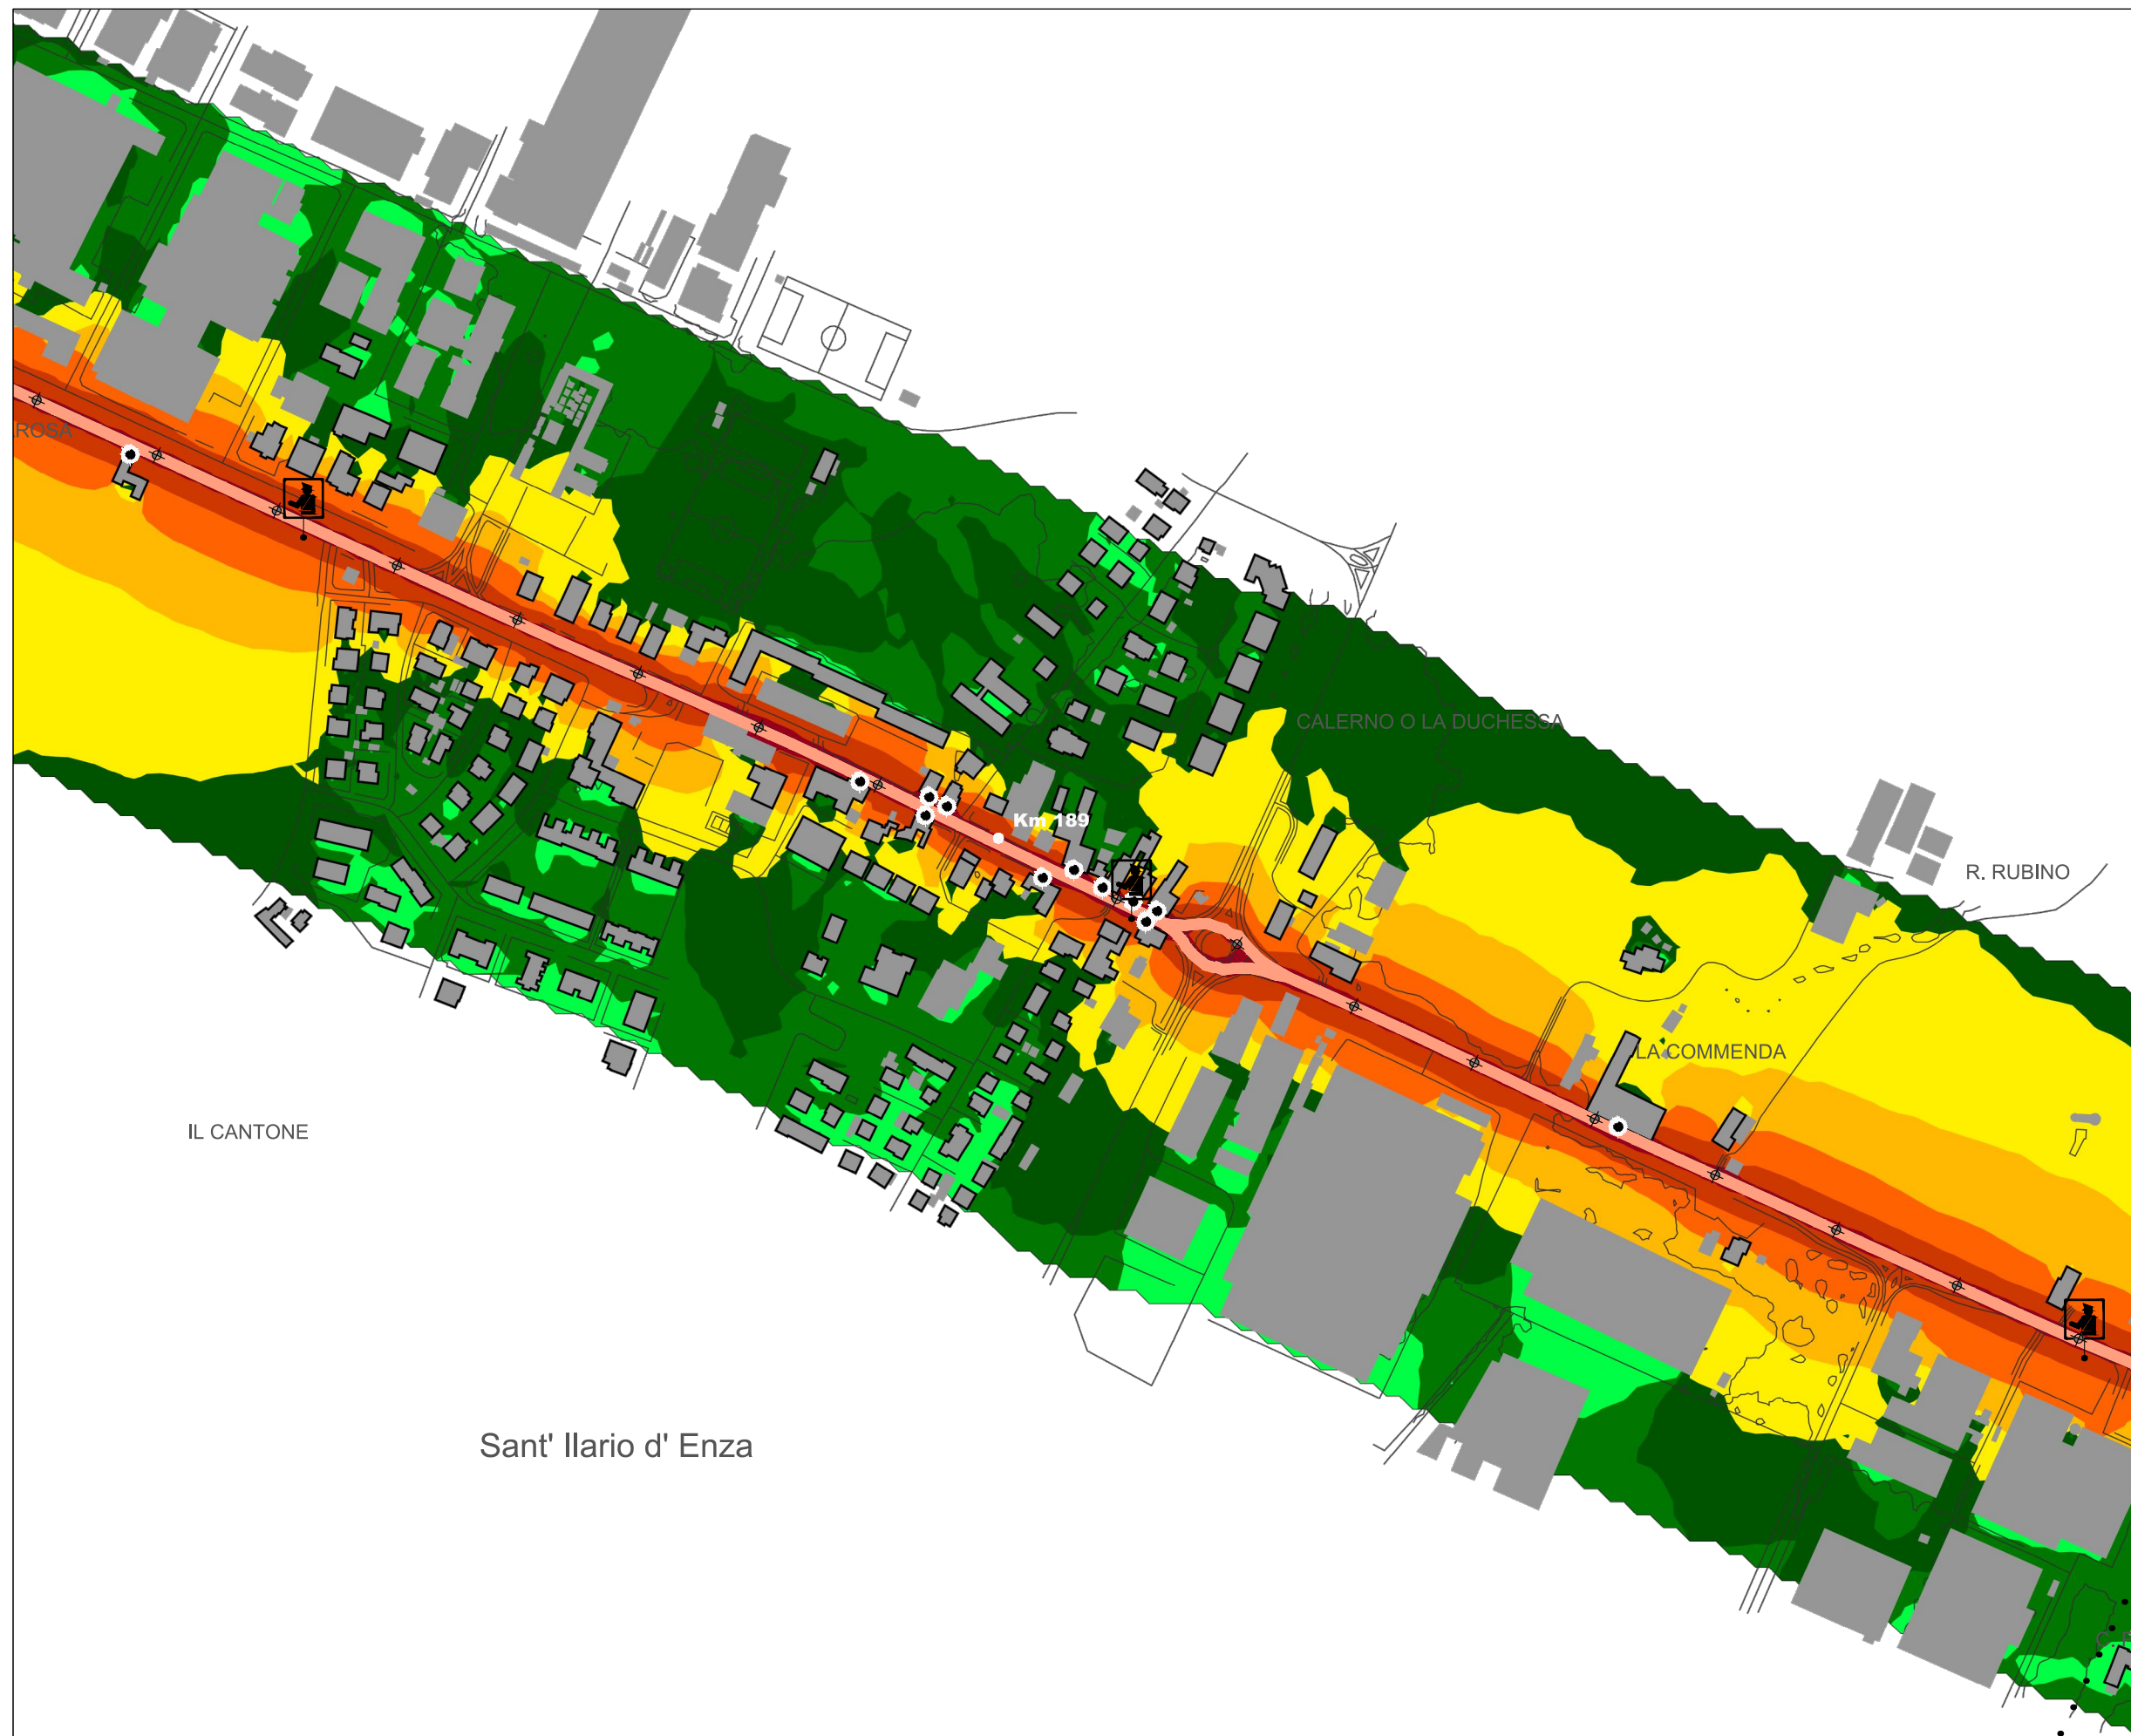 ROSA
CALERNO O LA DUCHESSA
Km 189
R. RUBINO
LA COMMENDA
IL CANTONE
Sant' Ilario d' Enza